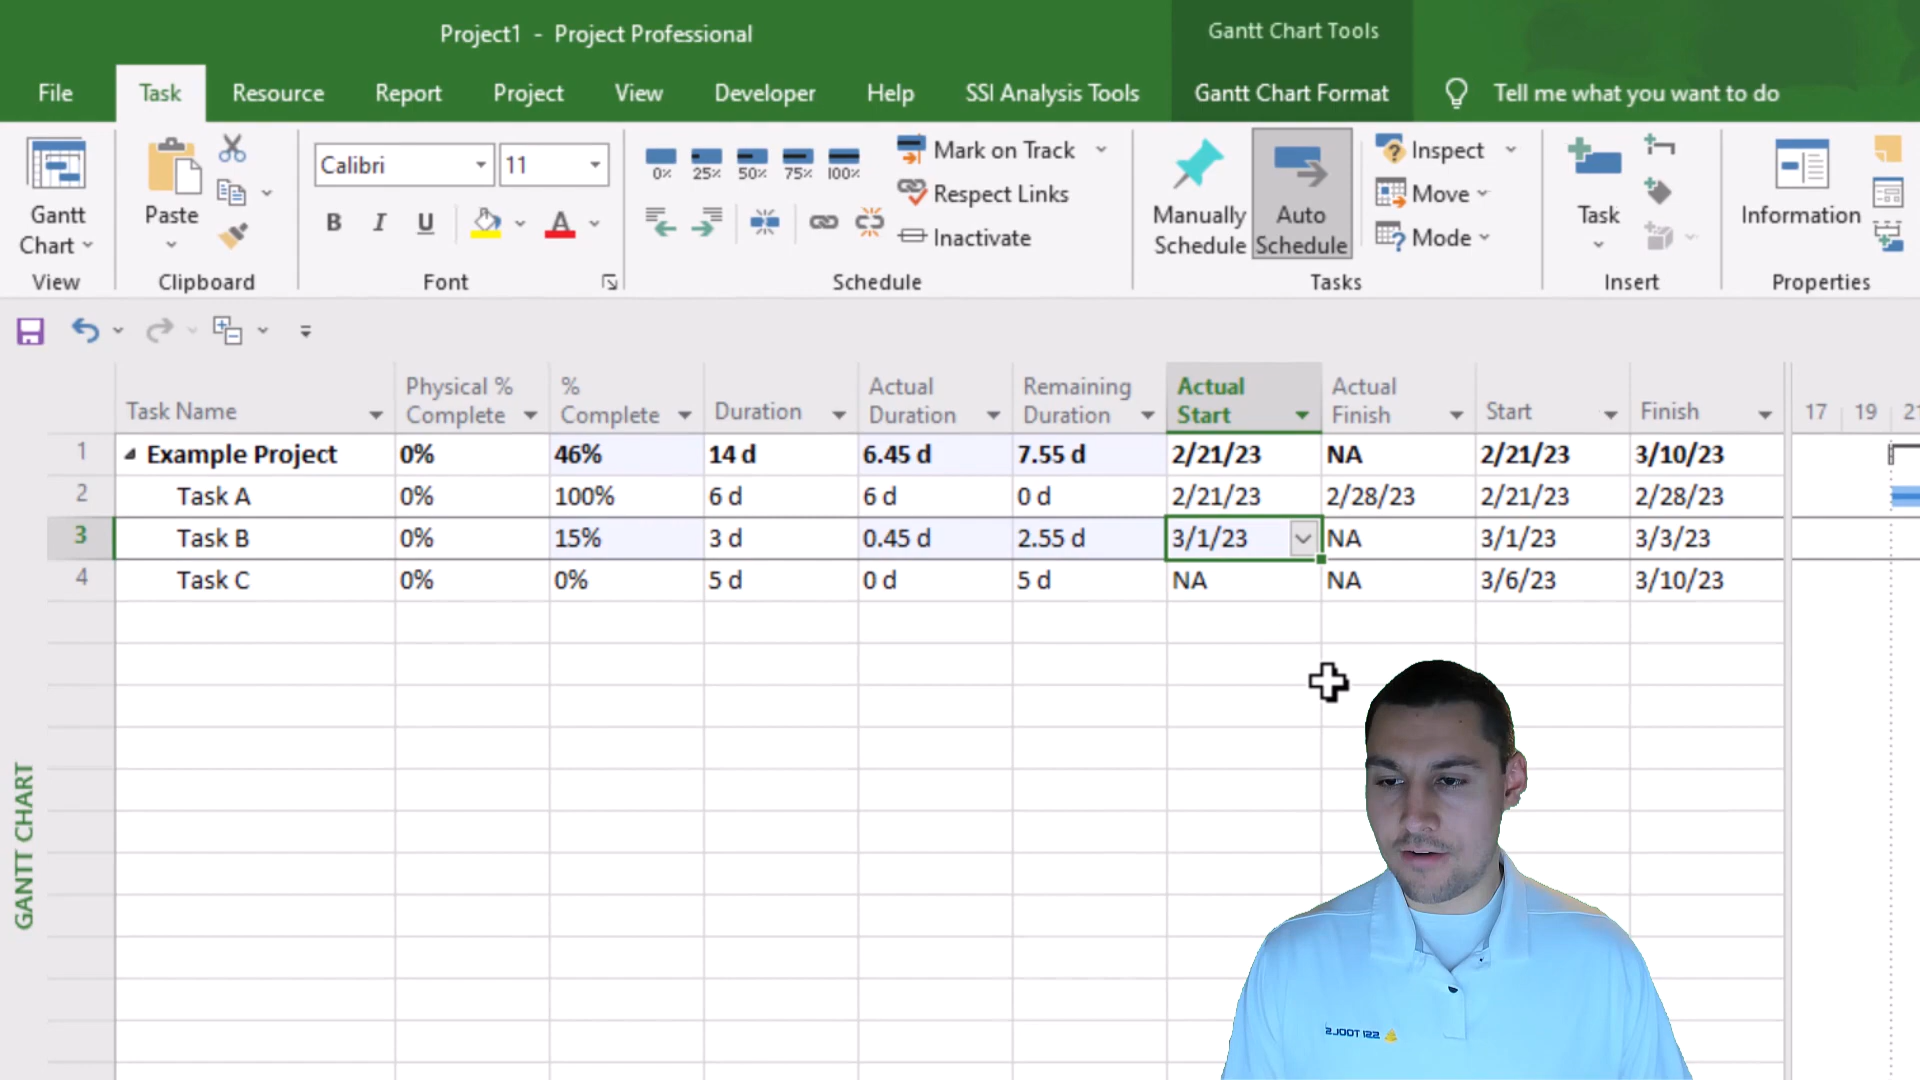 Project1 - Project Professional
Gantt Chart Tools
File Task Resource Report Project View Developer Help SSI Analysis Tools Gantt Chart Format Tell me what you want to do
Gantt Chart
View
Paste
Clipboard
Calibri 11
B I U A
Font
0% 25% 50% 75% 100%
Mark on Track
Respect Links
Inactivate
Schedule
Manually Schedule
Auto Schedule
Inspect
Move
Mode
Tasks
Task
Insert
Information
Properties
Task Name Physical % Complete % Complete Duration Actual Duration Remaining Duration Actual Start Actual Finish Start Finish 17 19 21
1 Example Project 0% 46% 14 d 6.45 d 7.55 d 2/21/23 NA 2/21/23 3/10/23
2 Task A 0% 100% 6 d 6 d 0 d 2/21/23 2/28/23 2/21/23 2/28/23
3 Task B 0% 15% 3 d 0.45 d 2.55 d 3/1/23 NA 3/1/23 3/3/23
4 Task C 0% 0% 5 d 0 d 5 d NA NA 3/6/23 3/10/23
GANTT CHART
SSI TOOLS